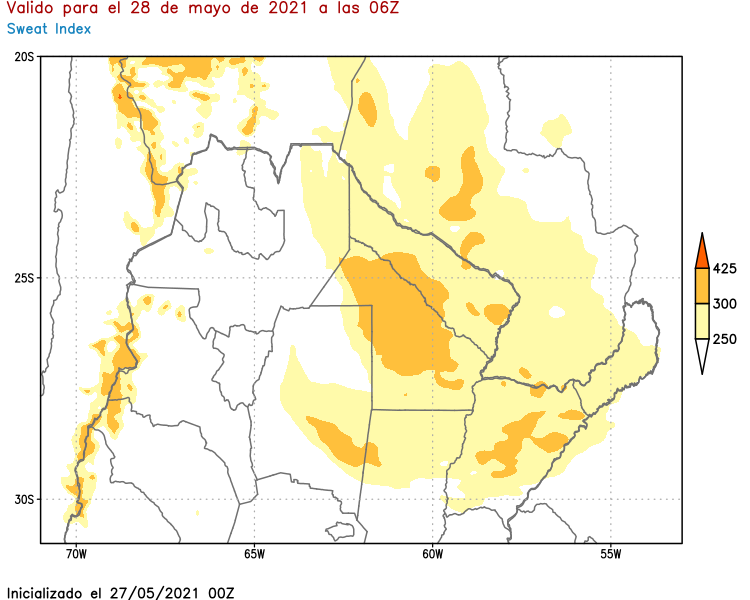 Valido para el 28 de mayo de 2021 a las 06Z
Sweat Index
20S
25S
30S
70W
65W
60W
55W
425
300
250
Inicializado el 27/05/2021 00Z